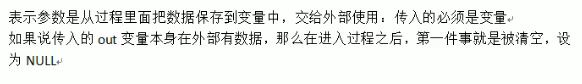 表示参数是从过程里面把数据保存到变量中，交给外部使用：传入的必须是变量
如果说传入的 out 变量本身在外部有数据，那么在进入过程之后，第一件事就是被清空，设
为 NULL